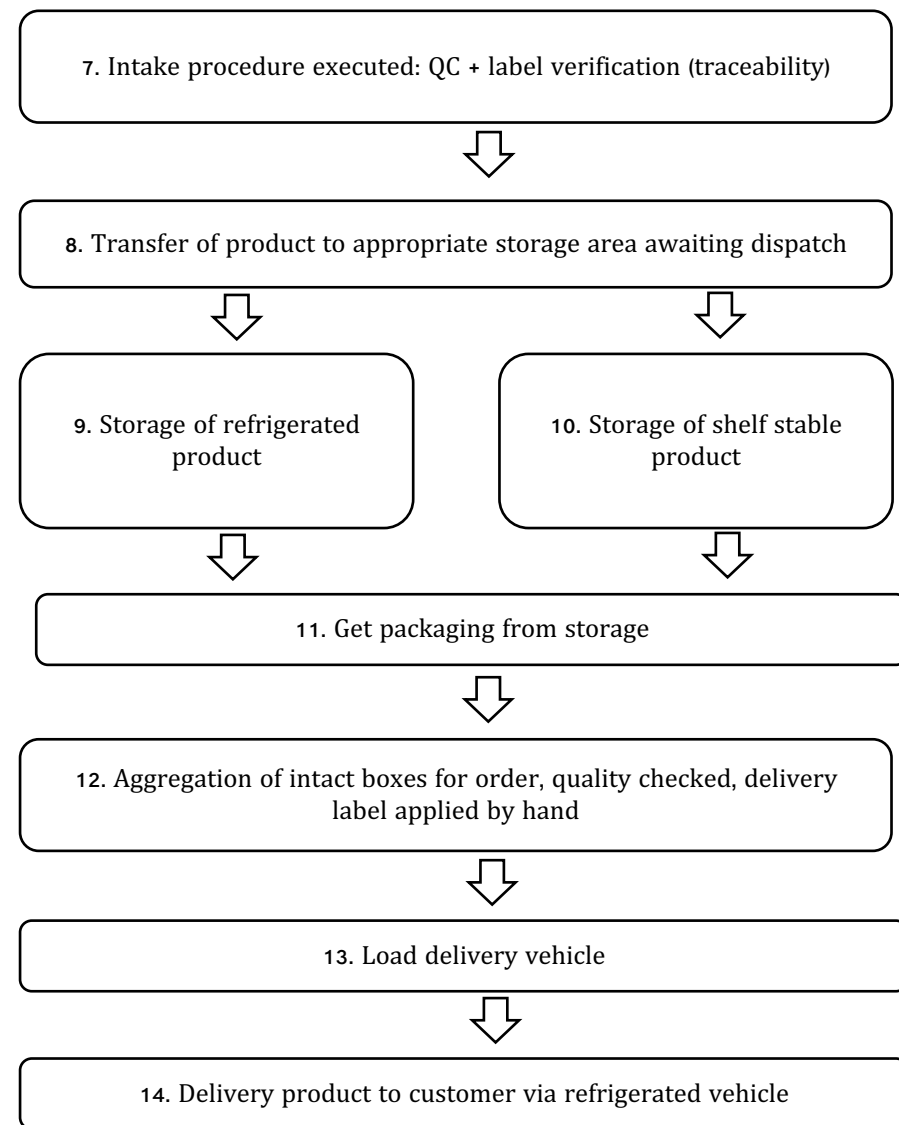 7. Intake procedure executed: QC + label verification (traceability)
8. Transfer of product to appropriate storage area awaiting dispatch
9. Storage of refrigerated
product
10. Storage of shelf stable
product
11. Get packaging from storage
12. Aggregation of intact boxes for order, quality checked, delivery
label applied by hand
13. Load delivery vehicle
14. Delivery product to customer via refrigerated vehicle